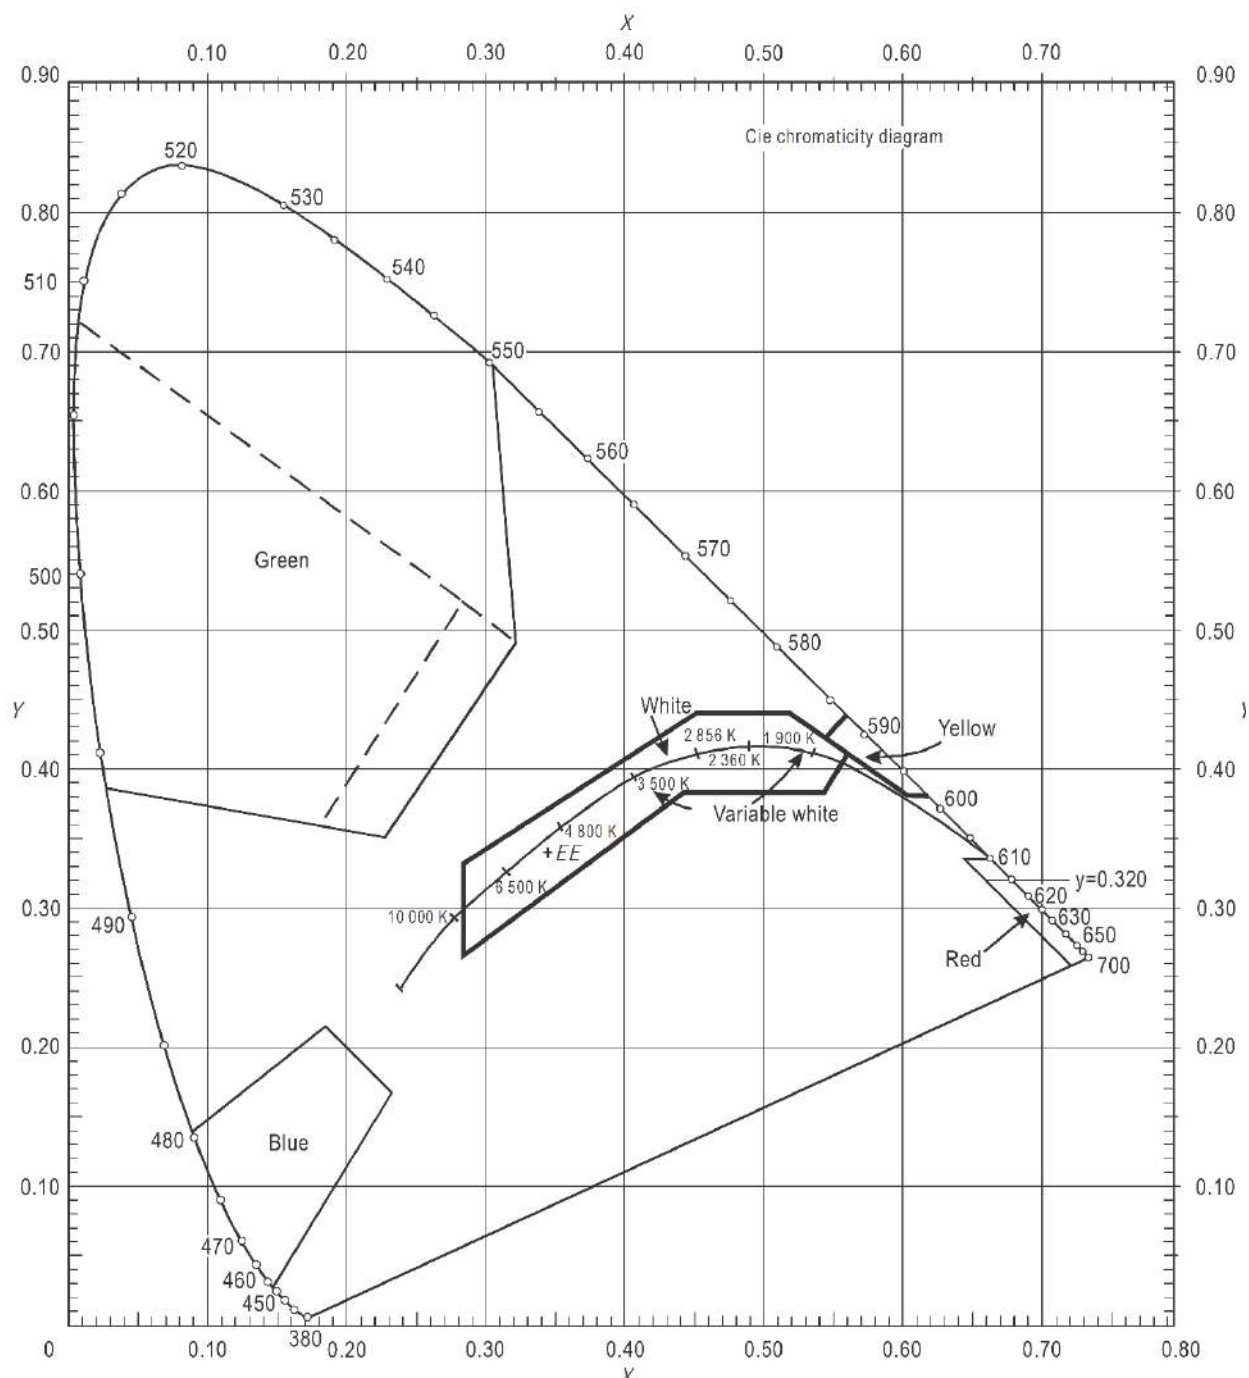 X
0.10 0.20 0.30 0.40 0.50 0.60 0.70
0.90 0.90
Cie chromaticity diagram
520
530
0.80 0.80
540
510
550
0.70 0.70
560
0.60 0.60
570
Green
500
0.50 0.50
580
White
Y
590
Yellow
2 856 K 1 900 K
2 360 K
0.40 0.40
3 500 K
600
Variable white
4 800 K
EE
610
6 500 K
y=0.320
620
10 000 K
0.30 0.30
630
490
650
Red
700
0.20 0.20
480
Blue
0.10 0.10
470
460
450
380
0 0.10 0.20 0.30 0.40 0.50 0.60 0.70 0.80